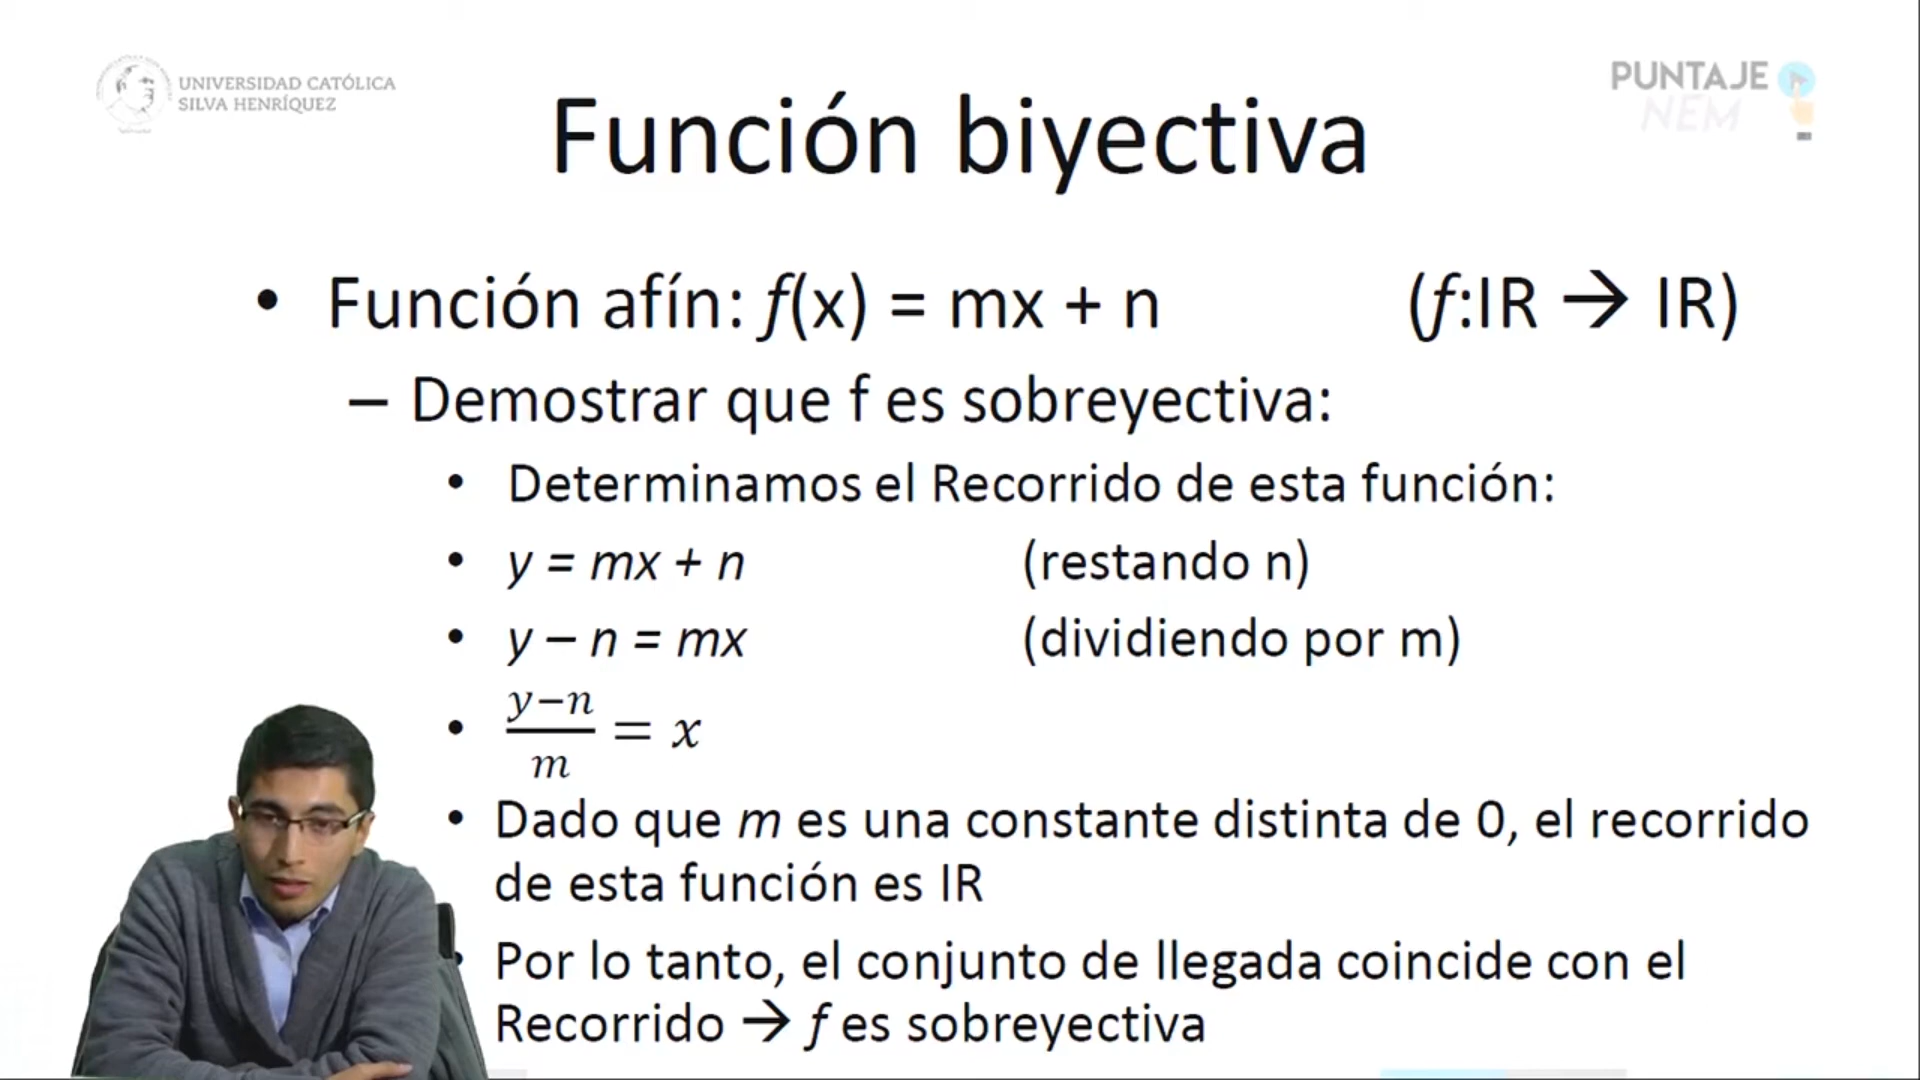 UNIVERSIDAD CATÓLICA
SILVA HENRÍQUEZ
PUNTAJE
NEM
Función biyectiva
• Función afín: f(x) = mx + n (f:IR → IR)
– Demostrar que f es sobreyectiva:
• Determinamos el Recorrido de esta función:
• y = mx + n (restando n)
• y – n = mx (dividiendo por m)
• y−n/m = x
• Dado que m es una constante distinta de 0, el recorrido
de esta función es IR
• Por lo tanto, el conjunto de llegada coincide con el
Recorrido → f es sobreyectiva